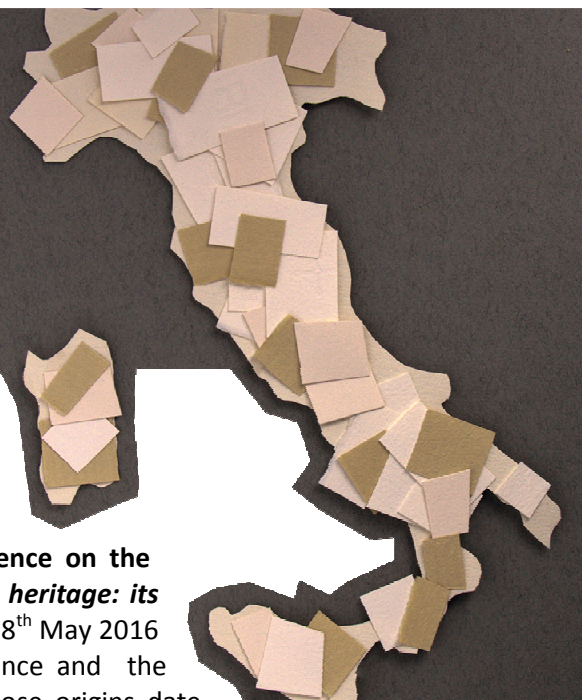 ence on the
heritage: its
8th May 2016
nce and the
ose origins date